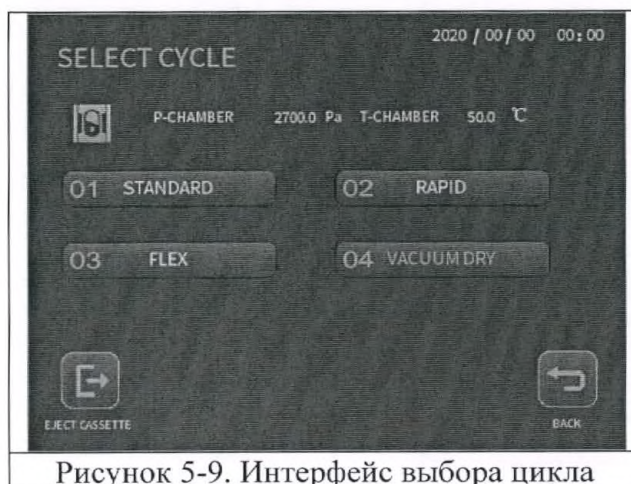 2020 / 00 / 00 00:00
SELECT CYCLE
P-CHAMBER 2700.0 Pa T-CHAMBER 50.0 ℃
01 STANDARD
02 RAPID
03 FLEX
04 VACUUM DRY
EJECT CASSETTE
BACK
Рисунок 5-9. Интерфейс выбора цикла